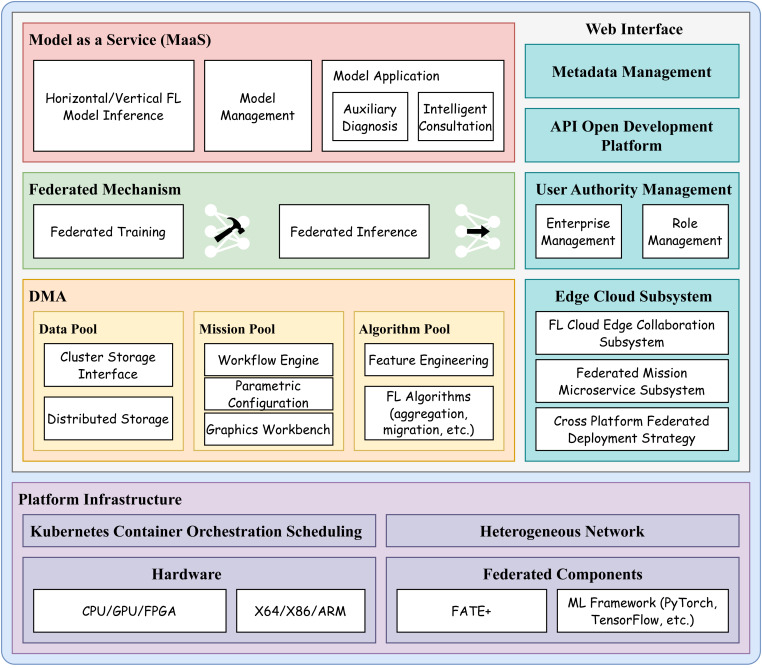 Model as a Service (MaaS)
Horizontal/Vertical FL
Model Inference
Model
Management
Model Application
Auxiliary
Diagnosis
Intelligent
Consultation
Web Interface
Metadata Management
API Open Development
Platform
Federated Mechanism
Federated Training
Federated Inference
User Authority Management
Enterprise
Management
Role
Management
DMA
Data Pool
Cluster Storage
Interface
Distributed Storage
Mission Pool
Workflow Engine
Parametric
Configuration
Graphics Workbench
Algorithm Pool
Feature Engineering
FL Algorithms
(aggregation,
migration, etc.)
Edge Cloud Subsystem
FL Cloud Edge Collaboration
Subsystem
Federated Mission
Microservice Subsystem
Cross Platform Federated
Deployment Strategy
Platform Infrastructure
Kubernetes Container Orchestration Scheduling
Heterogeneous Network
Hardware
CPU/GPU/FPGA
X64/X86/ARM
Federated Components
FATE+
ML Framework (PyTorch,
TensorFlow, etc.)